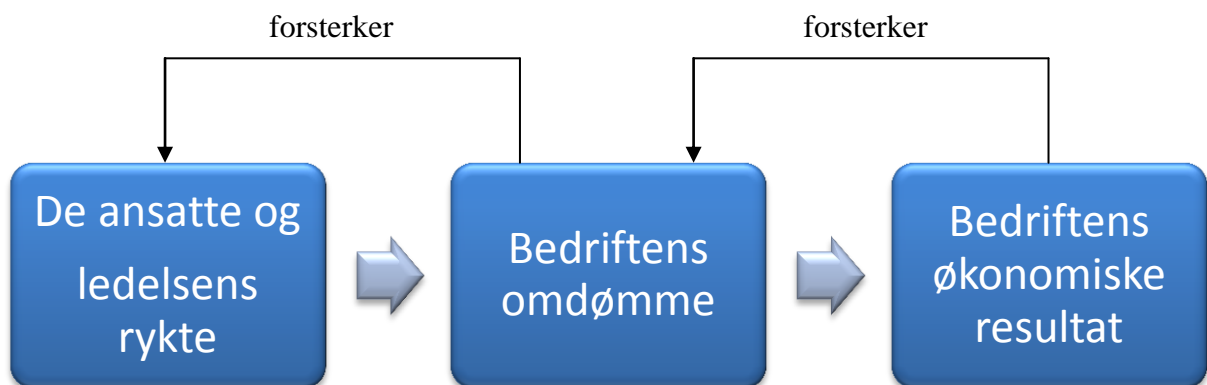 forsterker
forsterker
De ansatte og
ledelsens
rykte
Bedriftens
omdømme
Bedriftens
økonomiske
resultat